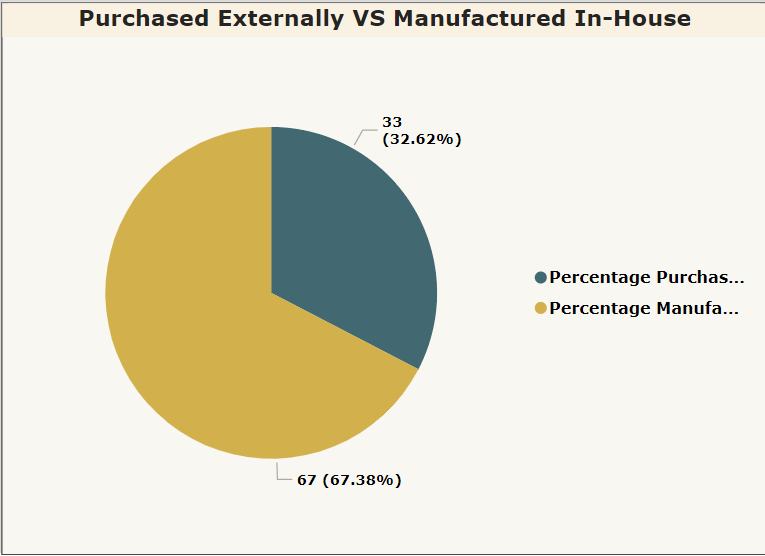 Purchased Externally VS Manufactured In-House
33
(32.62%)
Percentage Purchas...
Percentage Manufa...
67 (67.38%)